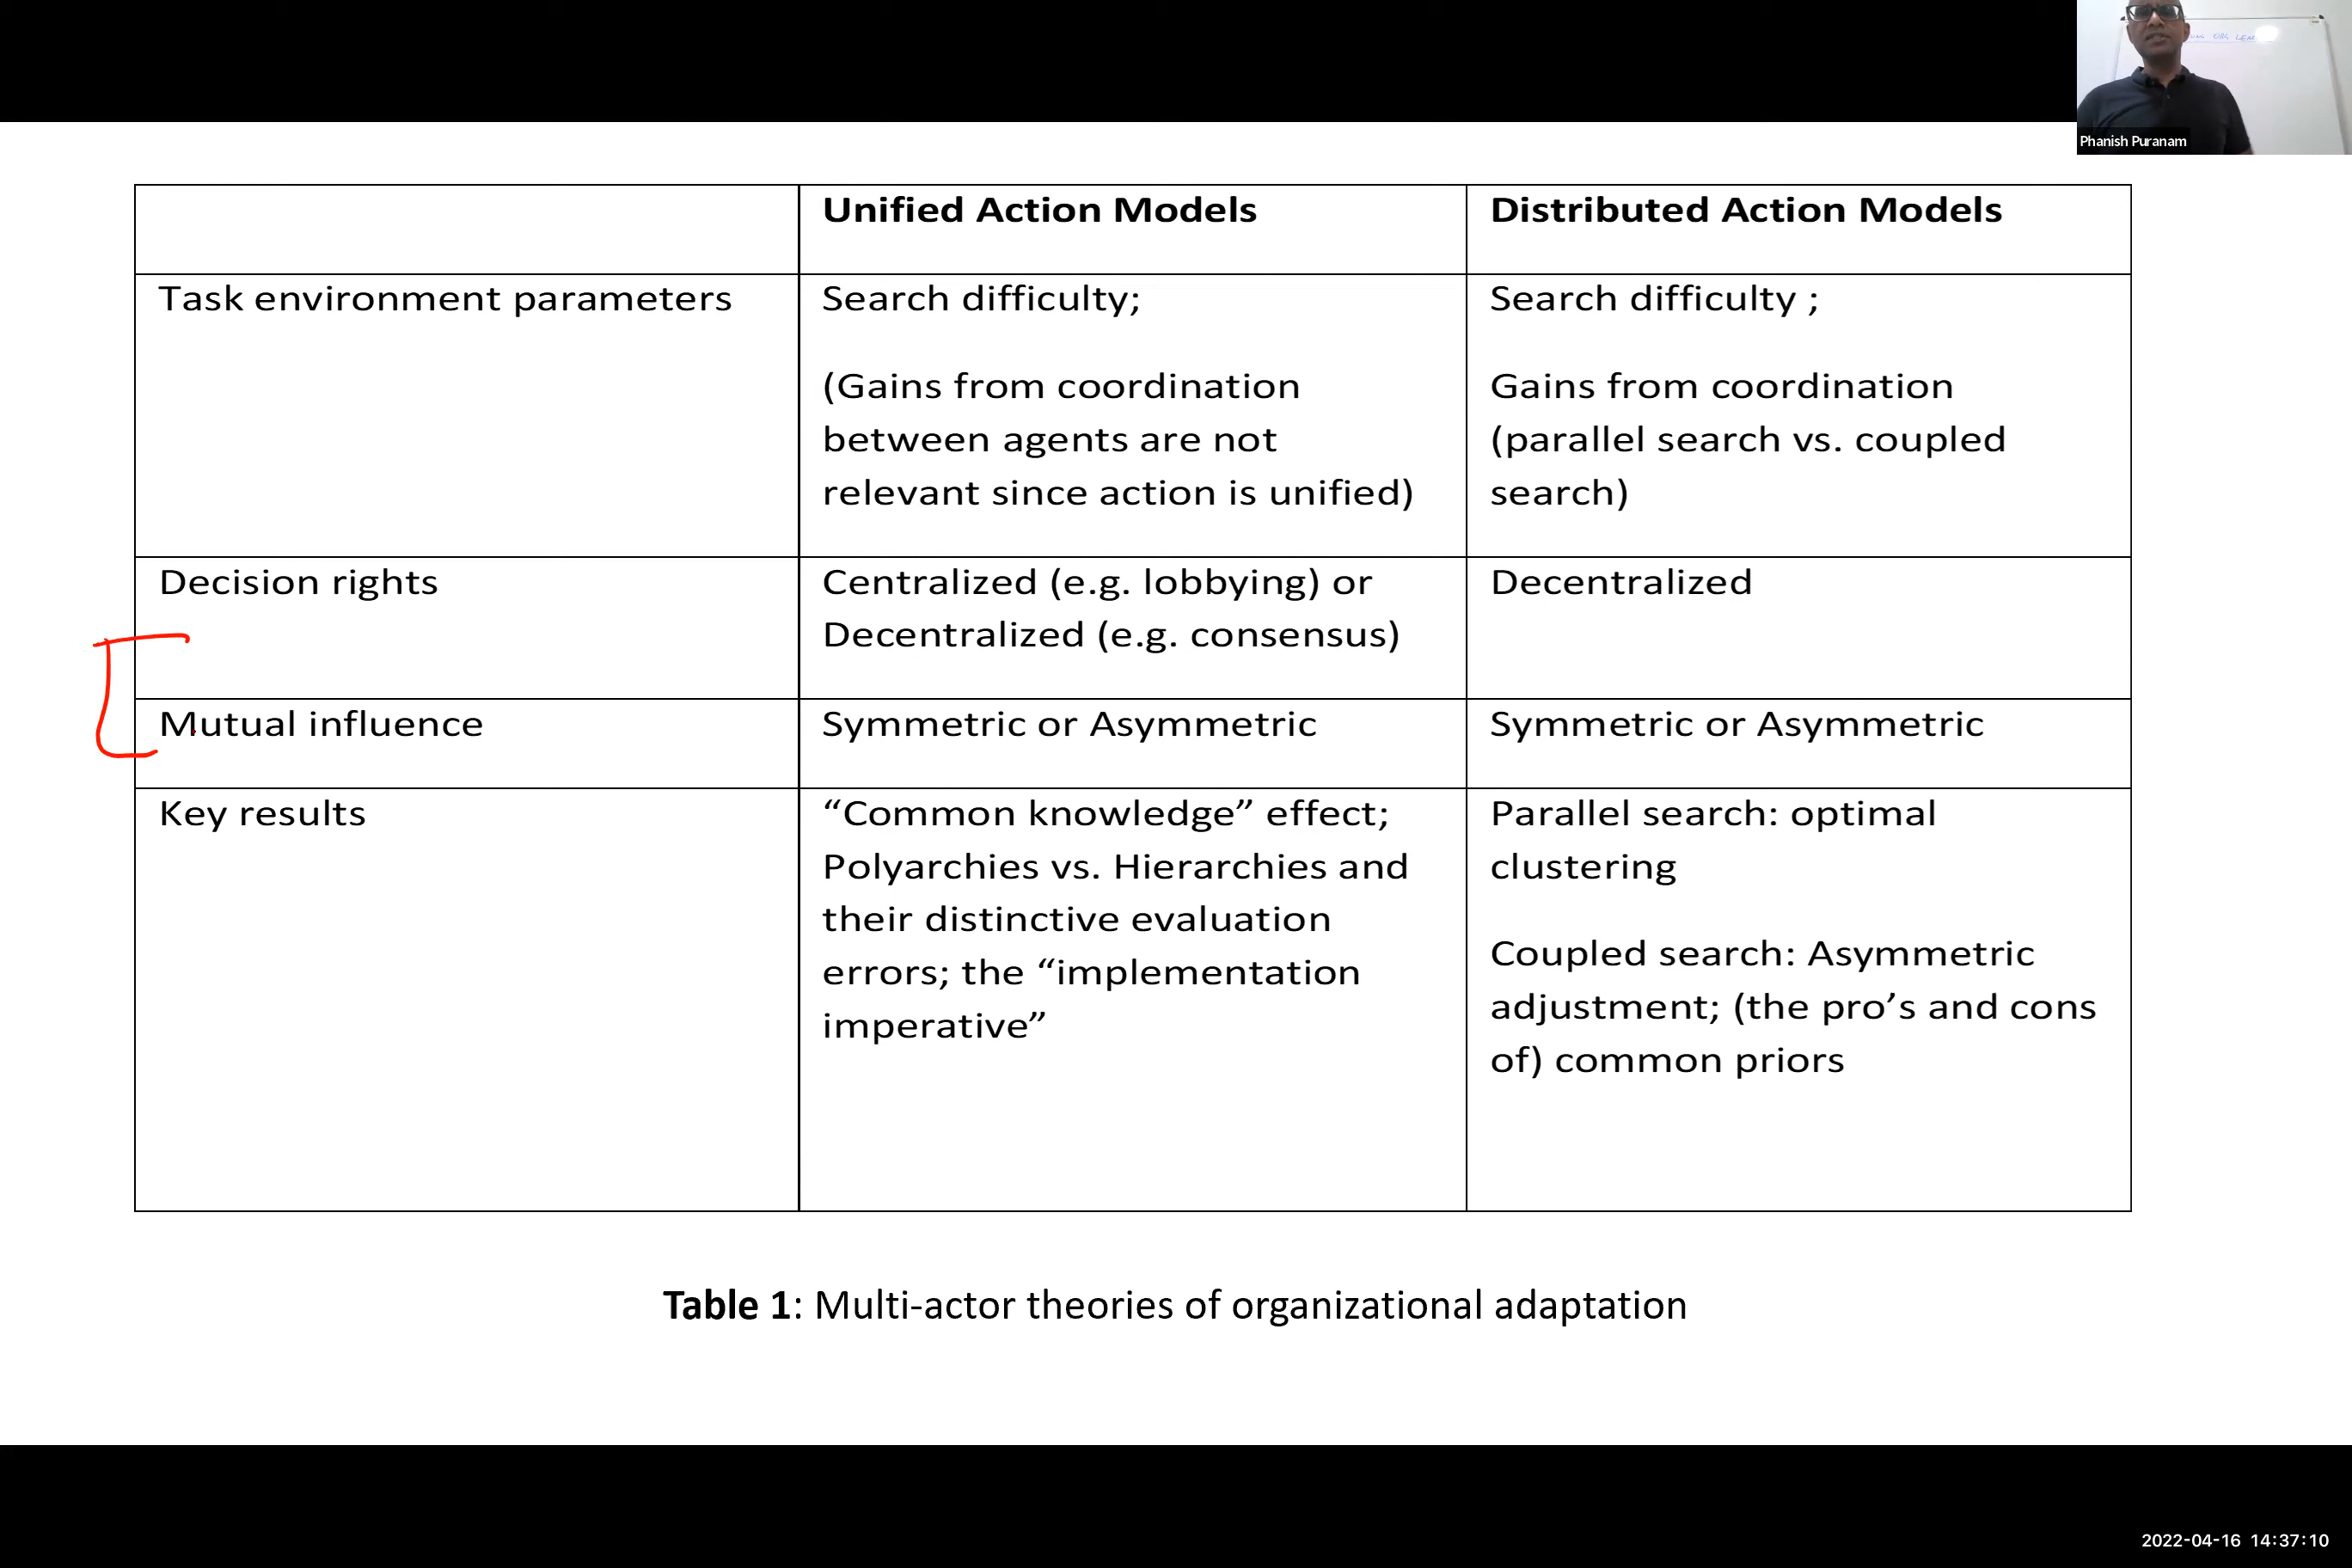 ORG LEA
Phanish Puranam
Unified Action Models
Distributed Action Models
Task environment parameters
Search difficulty;
(Gains from coordination
between agents are not
relevant since action is unified)
Search difficulty ;
Gains from coordination
(parallel search vs. coupled
search)
Decision rights
Centralized (e.g. lobbying) or
Decentralized (e.g. consensus)
Decentralized
Mutual influence
Symmetric or Asymmetric
Symmetric or Asymmetric
Key results
“Common knowledge” effect;
Polyarchies vs. Hierarchies and
their distinctive evaluation
errors; the “implementation
imperative”
Parallel search: optimal
clustering
Coupled search: Asymmetric
adjustment; (the pro’s and cons
of) common priors
Table 1: Multi-actor theories of organizational adaptation
2022-04-16 14:37:10